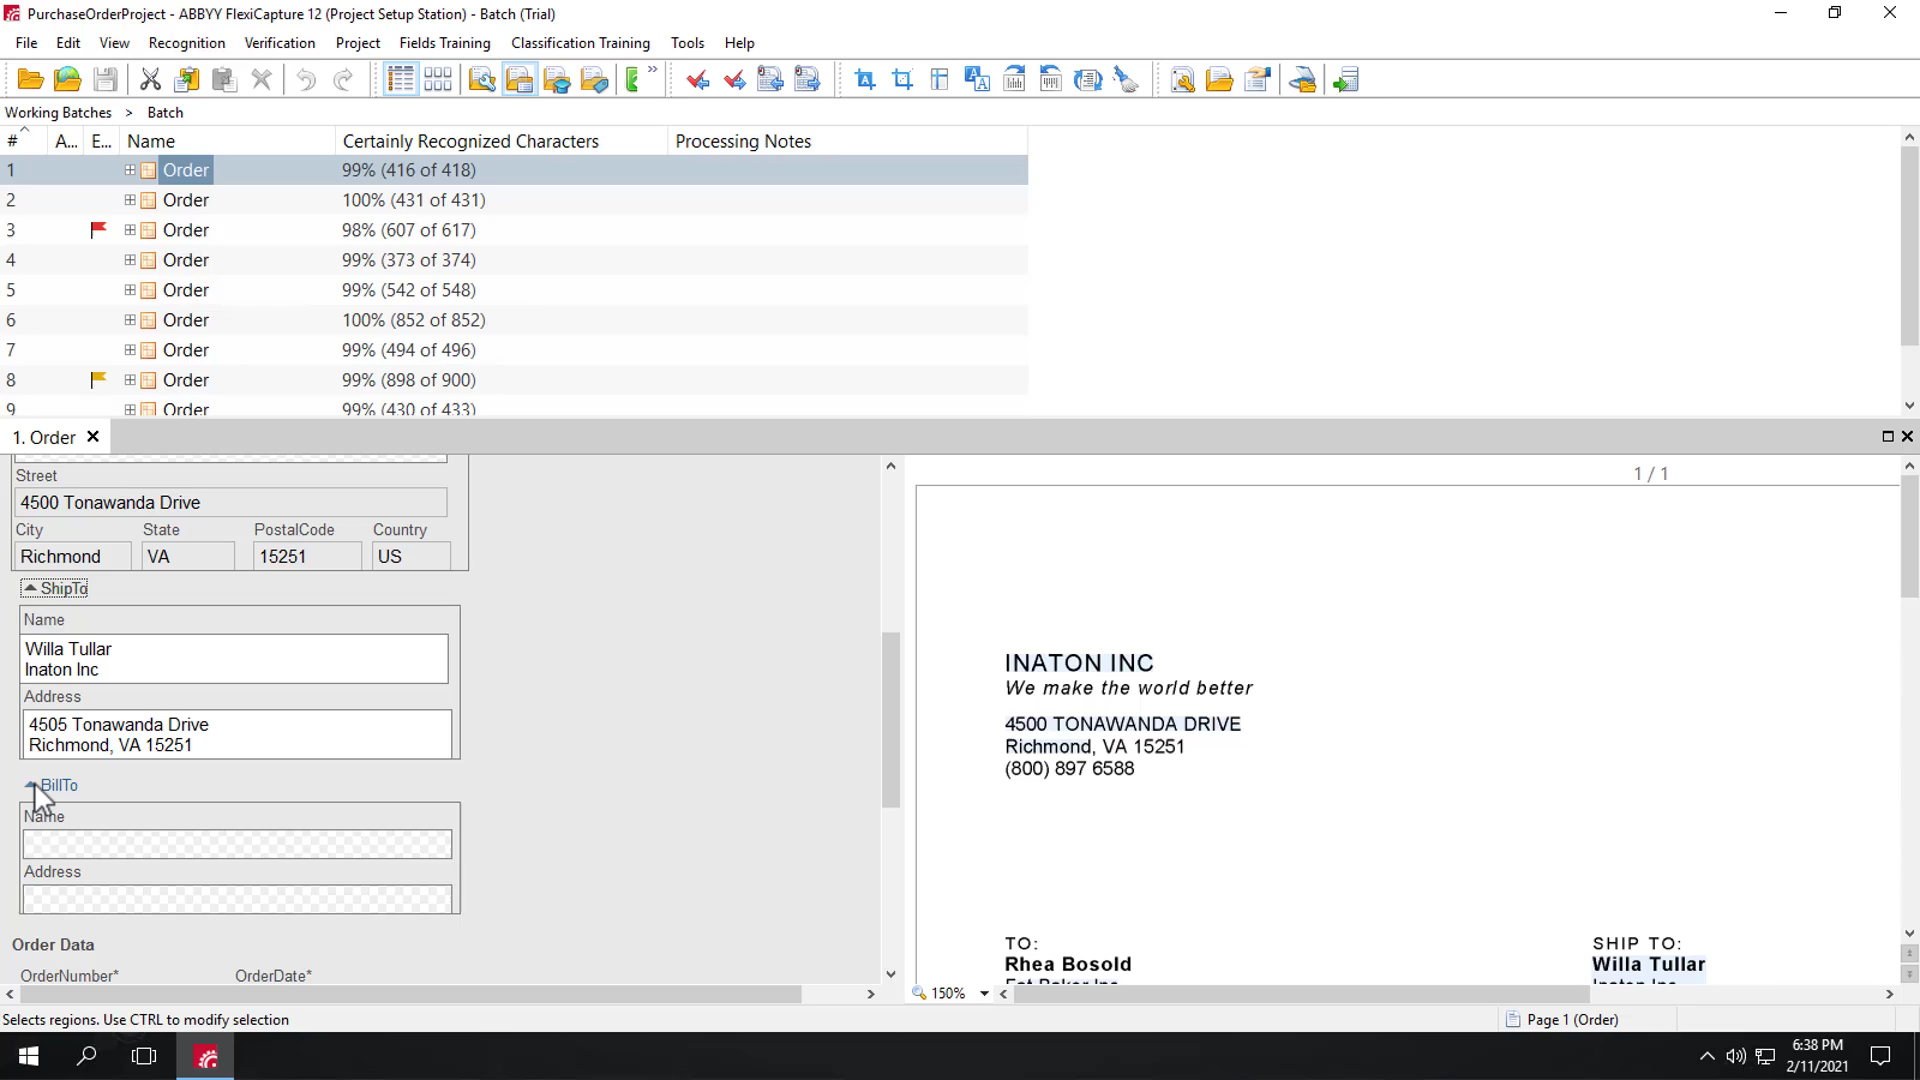 PurchaseOrderProject - ABBYY FlexiCapture 12 (Project Setup Station) - Batch (Trial)
File Edit View Recognition Verification Project Fields Training Classification Training Tools Help
Working Batches > Batch
# A... E... Name Certainly Recognized Characters Processing Notes
1 Order 99% (416 of 418)
2 Order 100% (431 of 431)
3 Order 98% (607 of 617)
4 Order 99% (373 of 374)
5 Order 99% (542 of 548)
6 Order 100% (852 of 852)
7 Order 99% (494 of 496)
8 Order 99% (898 of 900)
9 Order 99% (430 of 433)
1. Order
Street
4500 Tonawanda Drive
City State PostalCode Country
Richmond VA 15251 US
ShipTo
Name
Willa Tullar
Inaton Inc
Address
4505 Tonawanda Drive
Richmond, VA 15251
BillTo
Name
Address
Order Data
OrderNumber* OrderDate*
1 / 1
INATON INC
We make the world better
4500 TONAWANDA DRIVE
Richmond, VA 15251
(800) 897 6588
TO: SHIP TO:
Rhea Bosold Willa Tullar
Fat Baker Inc Inaton Inc
150%
Selects regions. Use CTRL to modify selection
Page 1 (Order)
6:38 PM
2/11/2021